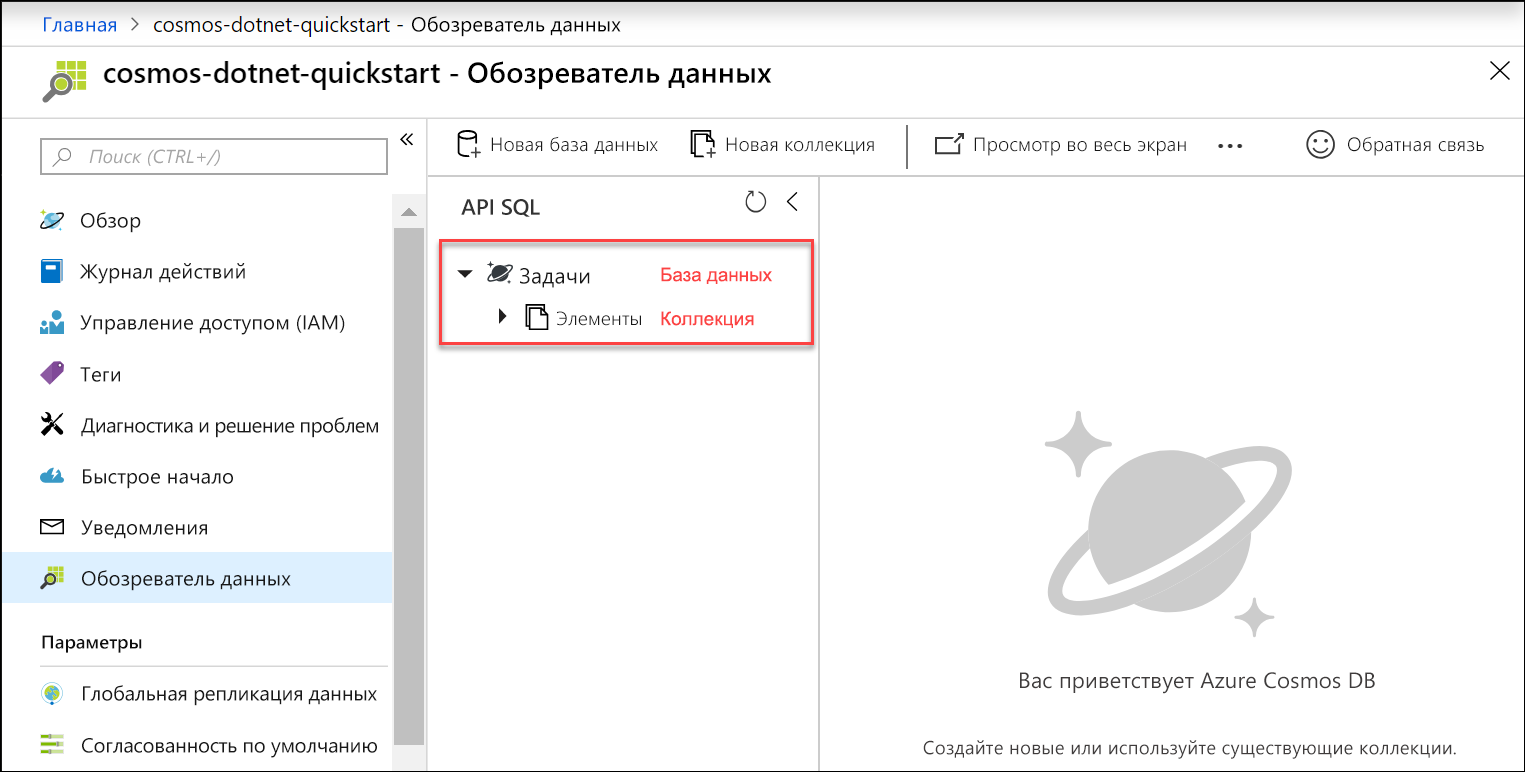 Главная > cosmos-dotnet-quickstart - Обозреватель данных
cosmos-dotnet-quickstart - Обозреватель данных
Поиск (CTRL+/)
Обзор
Журнал действий
Управление доступом (IAM)
Теги
Диагностика и решение проблем
Быстрое начало
Уведомления
Обозреватель данных
Параметры
Глобальная репликация данных
Согласованность по умолчанию
Новая база данных
Новая коллекция
Просмотр во весь экран
Обратная связь
API SQL
Задачи База данных
Элементы Коллекция
Вас приветствует Azure Cosmos DB
Создайте новые или используйте существующие коллекции.